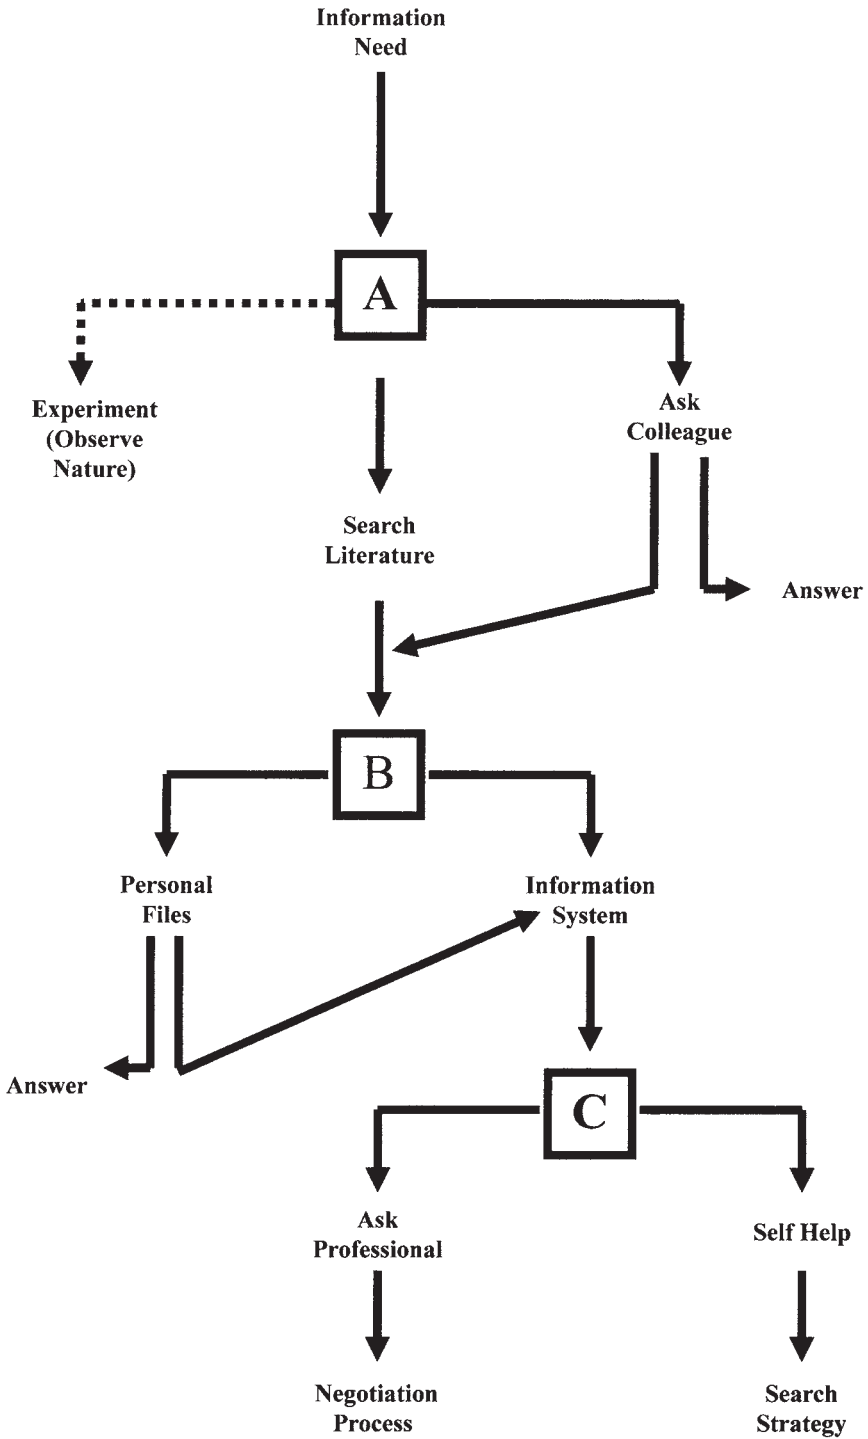 Information
Need
A
Experiment
(Observe
Nature)
Ask
Colleague
Search
Literature
Answer
B
Personal
Files
Information
System
Answer
C
Ask
Professional
Self Help
Negotiation
Process
Search
Strategy